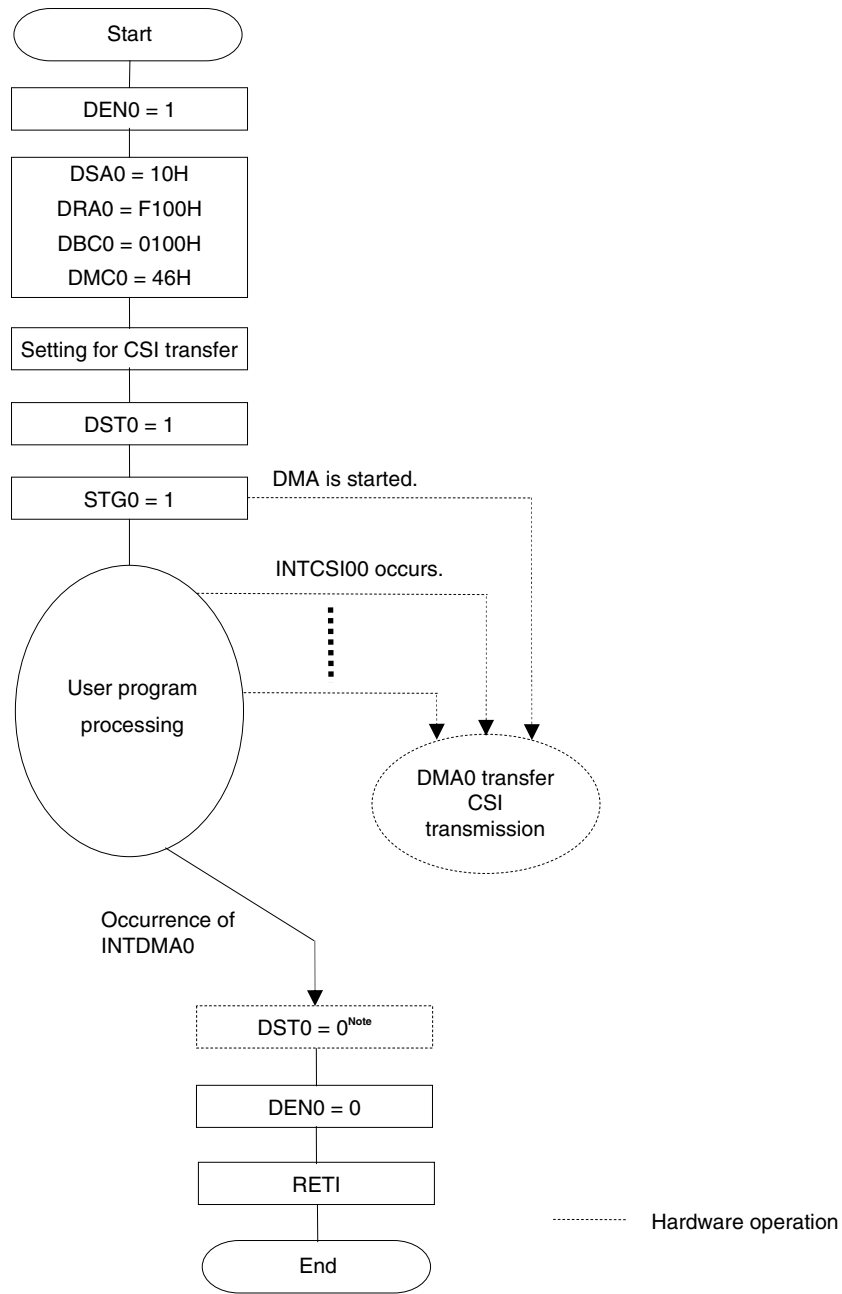 Start
DEN0 = 1
DSA0 = 10H
DRA0 = F100H
DBC0 = 0100H
DMC0 = 46H
Setting for CSI transfer
DST0 = 1
STG0 = 1
DMA is started.
INTCSI00 occurs.
User program
processing
DMA0 transfer
CSI
transmission
Occurrence of
INTDMA0
DST0 = 0Note
DEN0 = 0
RETI
End
Hardware operation